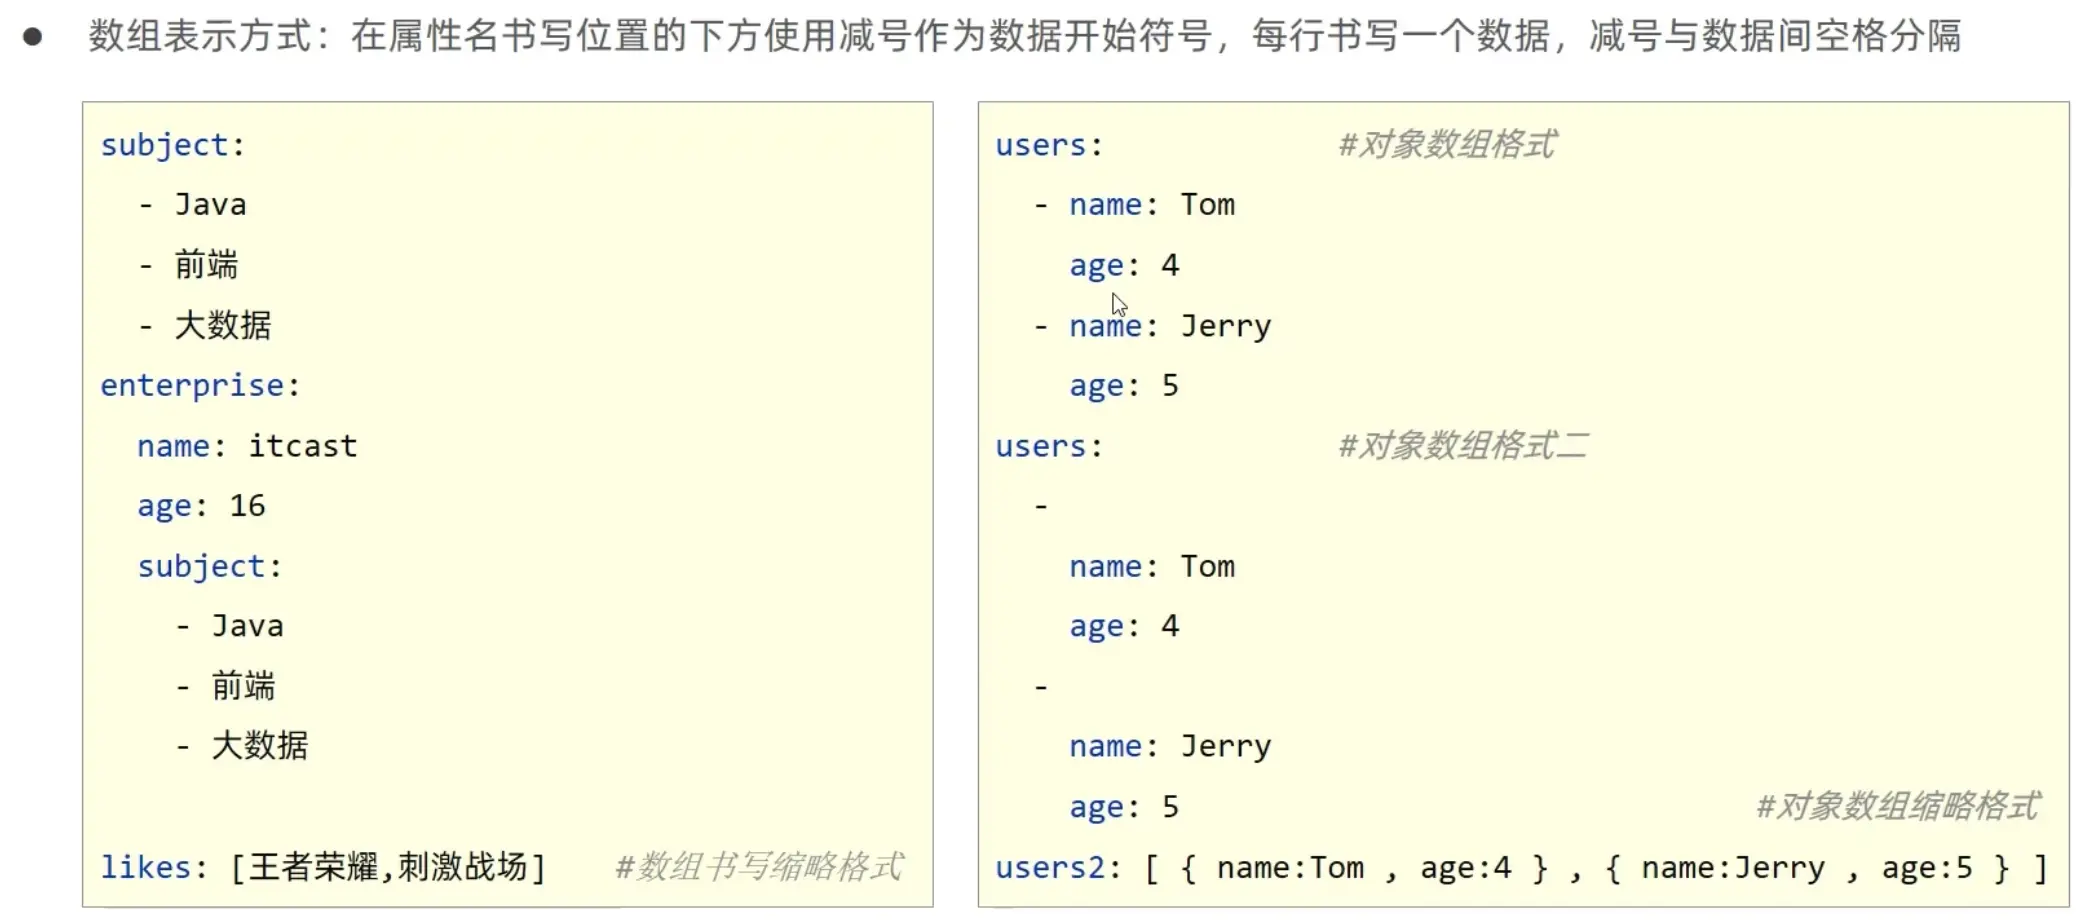 ● 数组表示方式：在属性名书写位置的下方使用减号作为数据开始符号，每行书写一个数据，减号与数据间空格分隔
subject:
- Java
- 前端
- 大数据
enterprise:
name: itcast
age: 16
subject:
- Java
- 前端
- 大数据
likes: [王者荣耀,刺激战场] #数组书写缩略格式
users: #对象数组格式
- name: Tom
age: 4
- name: Jerry
age: 5
users: #对象数组格式二
-
name: Tom
age: 4
-
name: Jerry
age: 5 #对象数组缩略格式
users2: [ { name:Tom , age:4 } , { name:Jerry , age:5 } ]